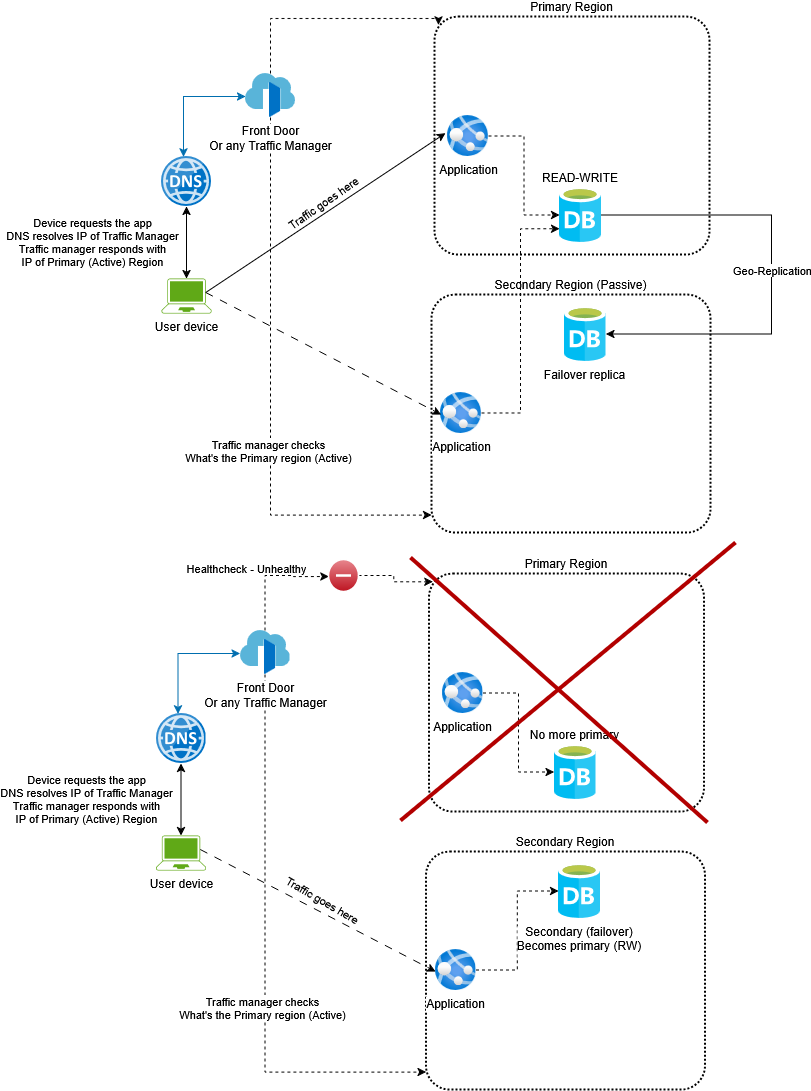 Primary Region
Front Door
Or any Traffic Manager
Application
READ-WRITE
DB
DNS
Traffic goes here
Device requests the app
DNS resolves IP of Traffic Manager
Traffic manager responds with
IP of Primary (Active) Region
Geo-Replication
User device
Secondary Region (Passive)
DB
Failover replica
Application
Traffic manager checks
What's the Primary region (Active)
Healthcheck - Unhealthy
Primary Region
Front Door
Or any Traffic Manager
Application
No more primary
DB
DNS
Device requests the app
DNS resolves IP of Traffic Manager
Traffic manager responds with
IP of Primary (Active) Region
User device
Secondary Region
Traffic goes here
DB
Secondary (failover)
Becomes primary (RW)
Application
Traffic manager checks
What's the Primary region (Active)